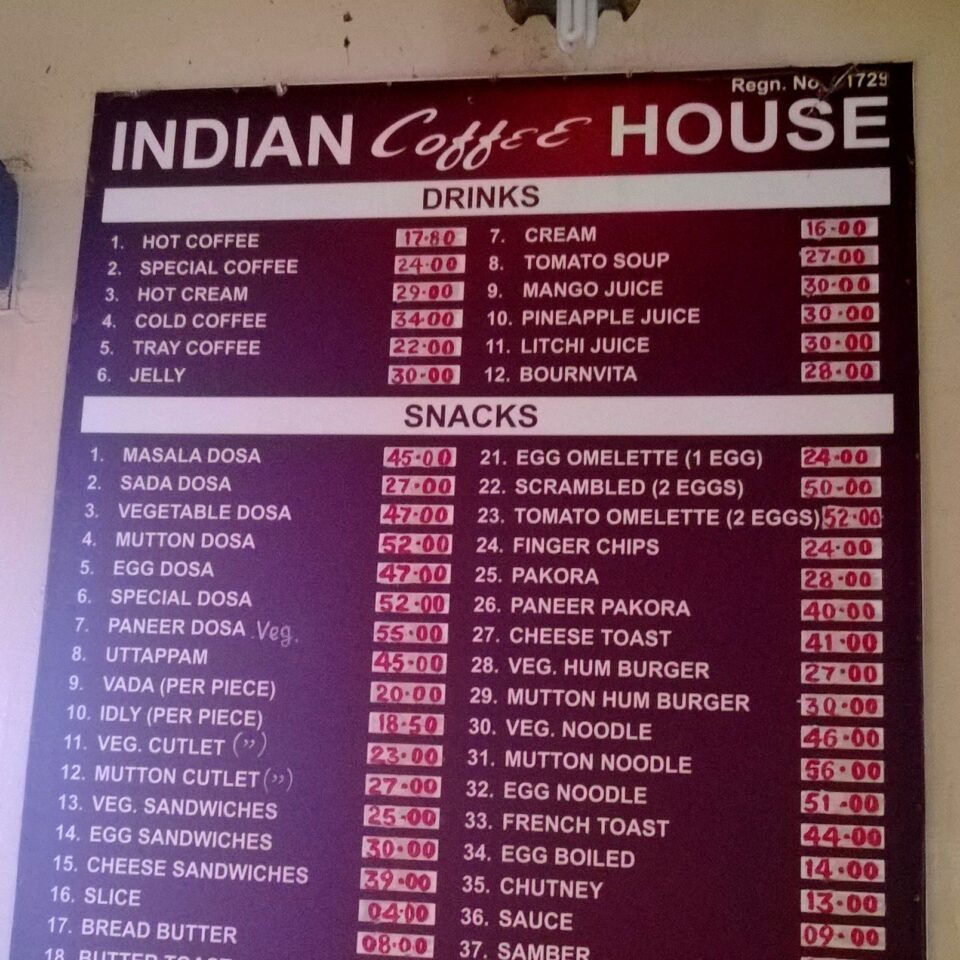 Regn. No. 1729
INDIAN Coffee HOUSE
DRINKS
1. HOT COFFEE 17·80
2. SPECIAL COFFEE 24·00
3. HOT CREAM 29·00
4. COLD COFFEE 34·00
5. TRAY COFFEE 22·00
6. JELLY 30·00
7. CREAM 16-00
8. TOMATO SOUP 27·00
9. MANGO JUICE 30·00
10. PINEAPPLE JUICE 30·00
11. LITCHI JUICE 30·00
12. BOURNVITA 28·00
SNACKS
1. MASALA DOSA 45·00
2. SADA DOSA 27·00
3. VEGETABLE DOSA 47·00
4. MUTTON DOSA 52·00
5. EGG DOSA 47·00
6. SPECIAL DOSA 52·00
7. PANEER DOSA Veg. 55·00
8. UTTAPPAM 45·00
9. VADA (PER PIECE) 20·00
10. IDLY (PER PIECE) 18·50
11. VEG. CUTLET (") 23·00
12. MUTTON CUTLET (") 27·00
13. VEG. SANDWICHES 25·00
14. EGG SANDWICHES 30·00
15. CHEESE SANDWICHES 39·00
16. SLICE 04·00
17. BREAD BUTTER 08·00
18. BUTTER TOAST
21. EGG OMELETTE (1 EGG) 24·00
22. SCRAMBLED (2 EGGS) 50·00
23. TOMATO OMELETTE (2 EGGS) 52·00
24. FINGER CHIPS 24·00
25. PAKORA 28·00
26. PANEER PAKORA 40·00
27. CHEESE TOAST 41·00
28. VEG. HUM BURGER 27·00
29. MUTTON HUM BURGER 30·00
30. VEG. NOODLE 46·00
31. MUTTON NOODLE 56·00
32. EGG NOODLE 51·00
33. FRENCH TOAST 44·00
34. EGG BOILED 14·00
35. CHUTNEY 13·00
36. SAUCE 09·00
37. SAMBER